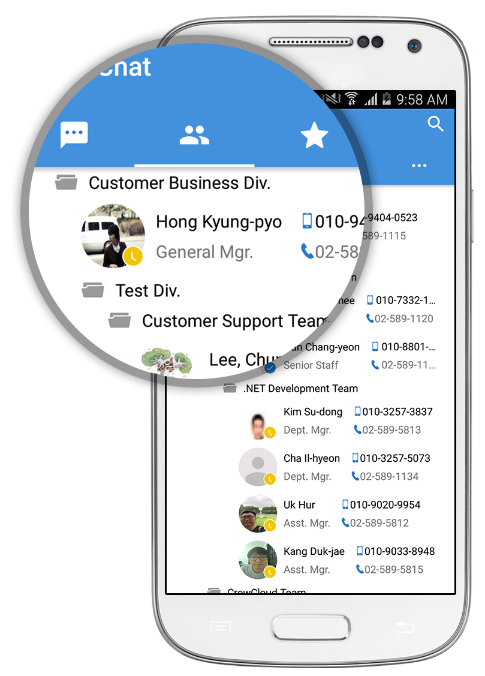 Chat
9:58 AM
Customer Business Div.
Hong Kyung-pyo
010-94
-9404-0523
General Mgr.
02-58
589-1115
Test Div.
Customer Support Team
010-7332-1...
02-589-1120
Lee, Chun
Chang-yeon
010-8801-...
Senior Staff
02-589-11...
.NET Development Team
Kim Su-dong
010-3257-3837
Dept. Mgr.
02-589-5813
Cha Il-hyeon
010-3257-5073
Dept. Mgr.
02-589-1134
Uk Hur
010-9020-9954
Asst. Mgr.
02-589-5812
Kang Duk-jae
010-9033-8948
Asst. Mgr.
02-589-5815
CrewCloud Team